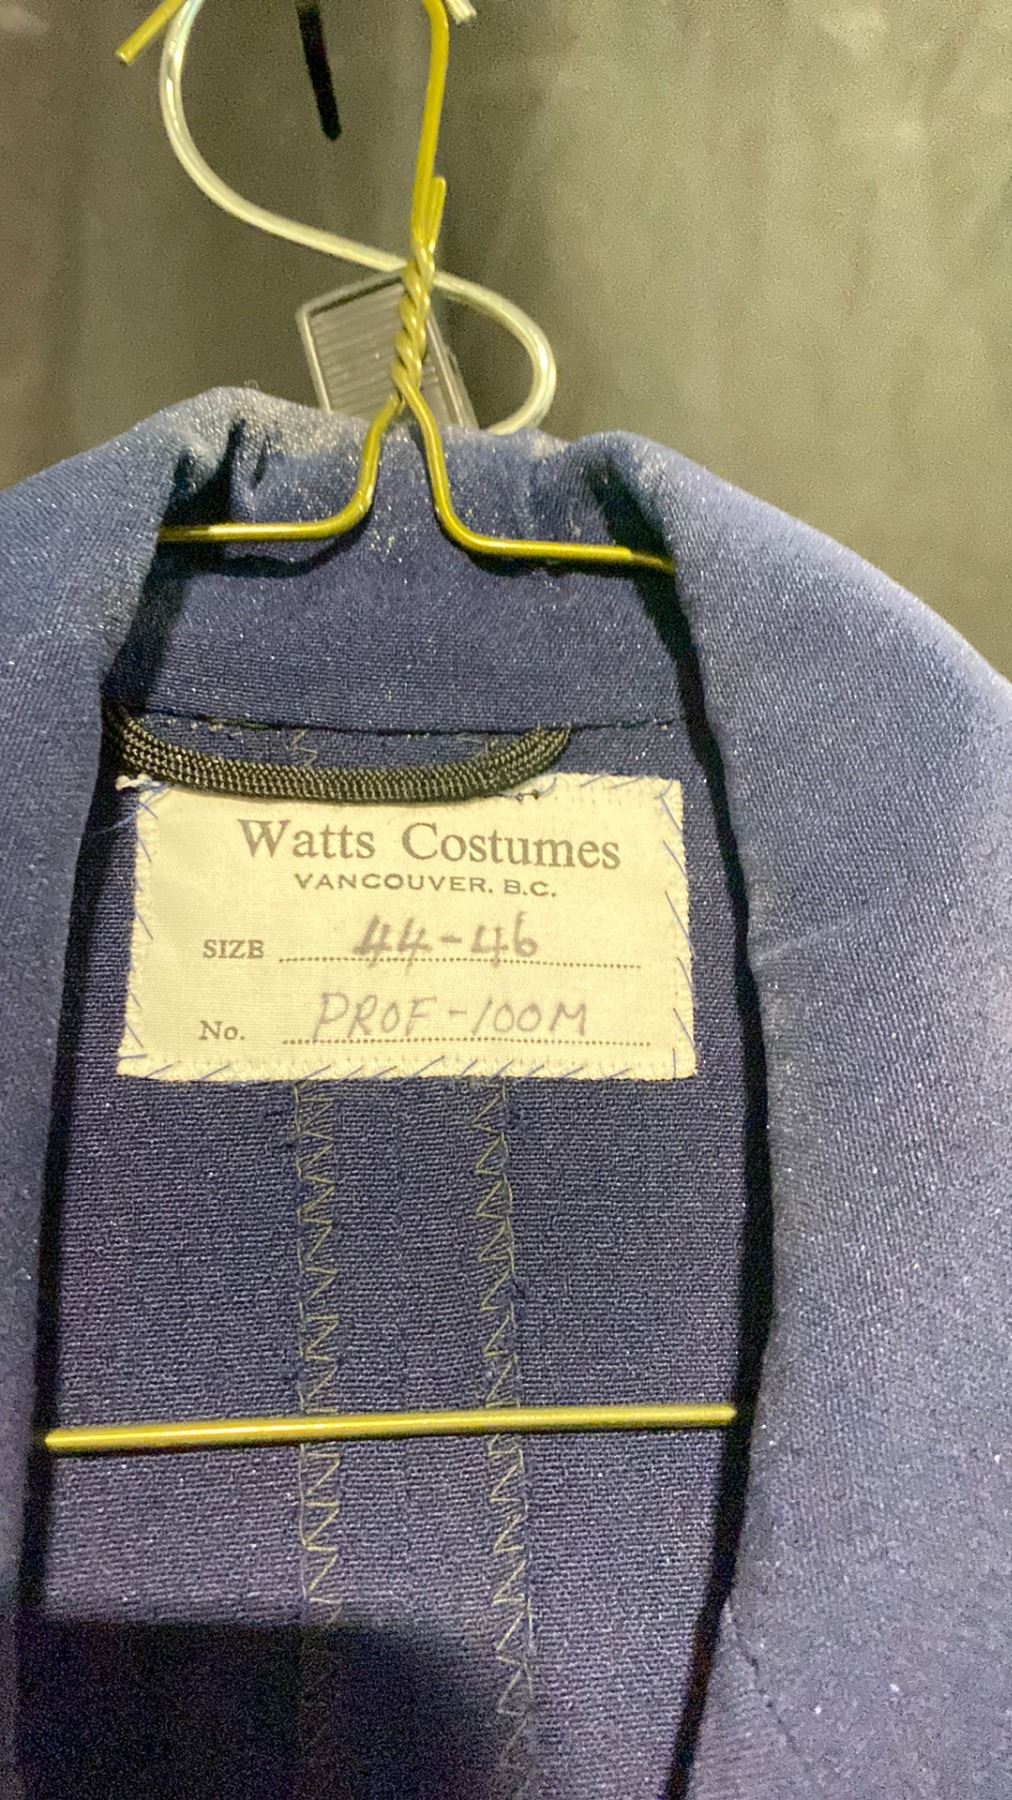 Watts Costumes
VANCOUVER. B.C.
SIZE 44-46
No. PROF-100M